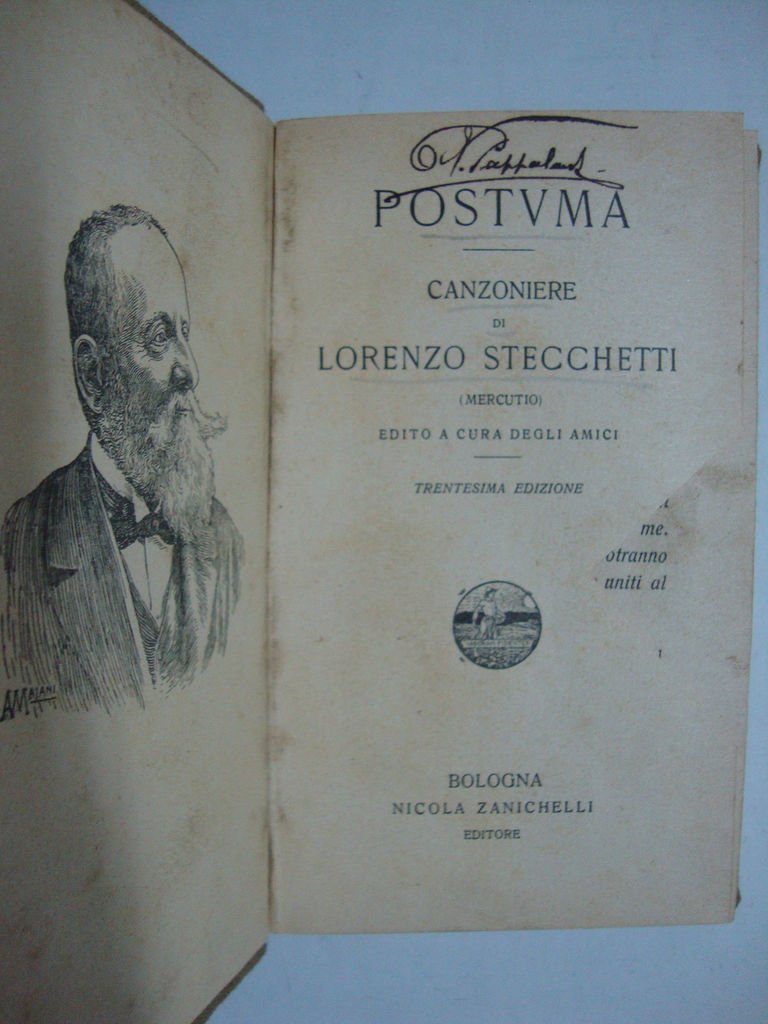 POSTVMA
CANZONIERE
DI
LORENZO STECCHETTI
(MERCUTIO)
EDITO A CURA DEGLI AMICI
TRENTESIMA EDIZIONE
me.
otranno
uniti al
BOLOGNA
NICOLA ZANICHELLI
EDITORE
A MAJANI